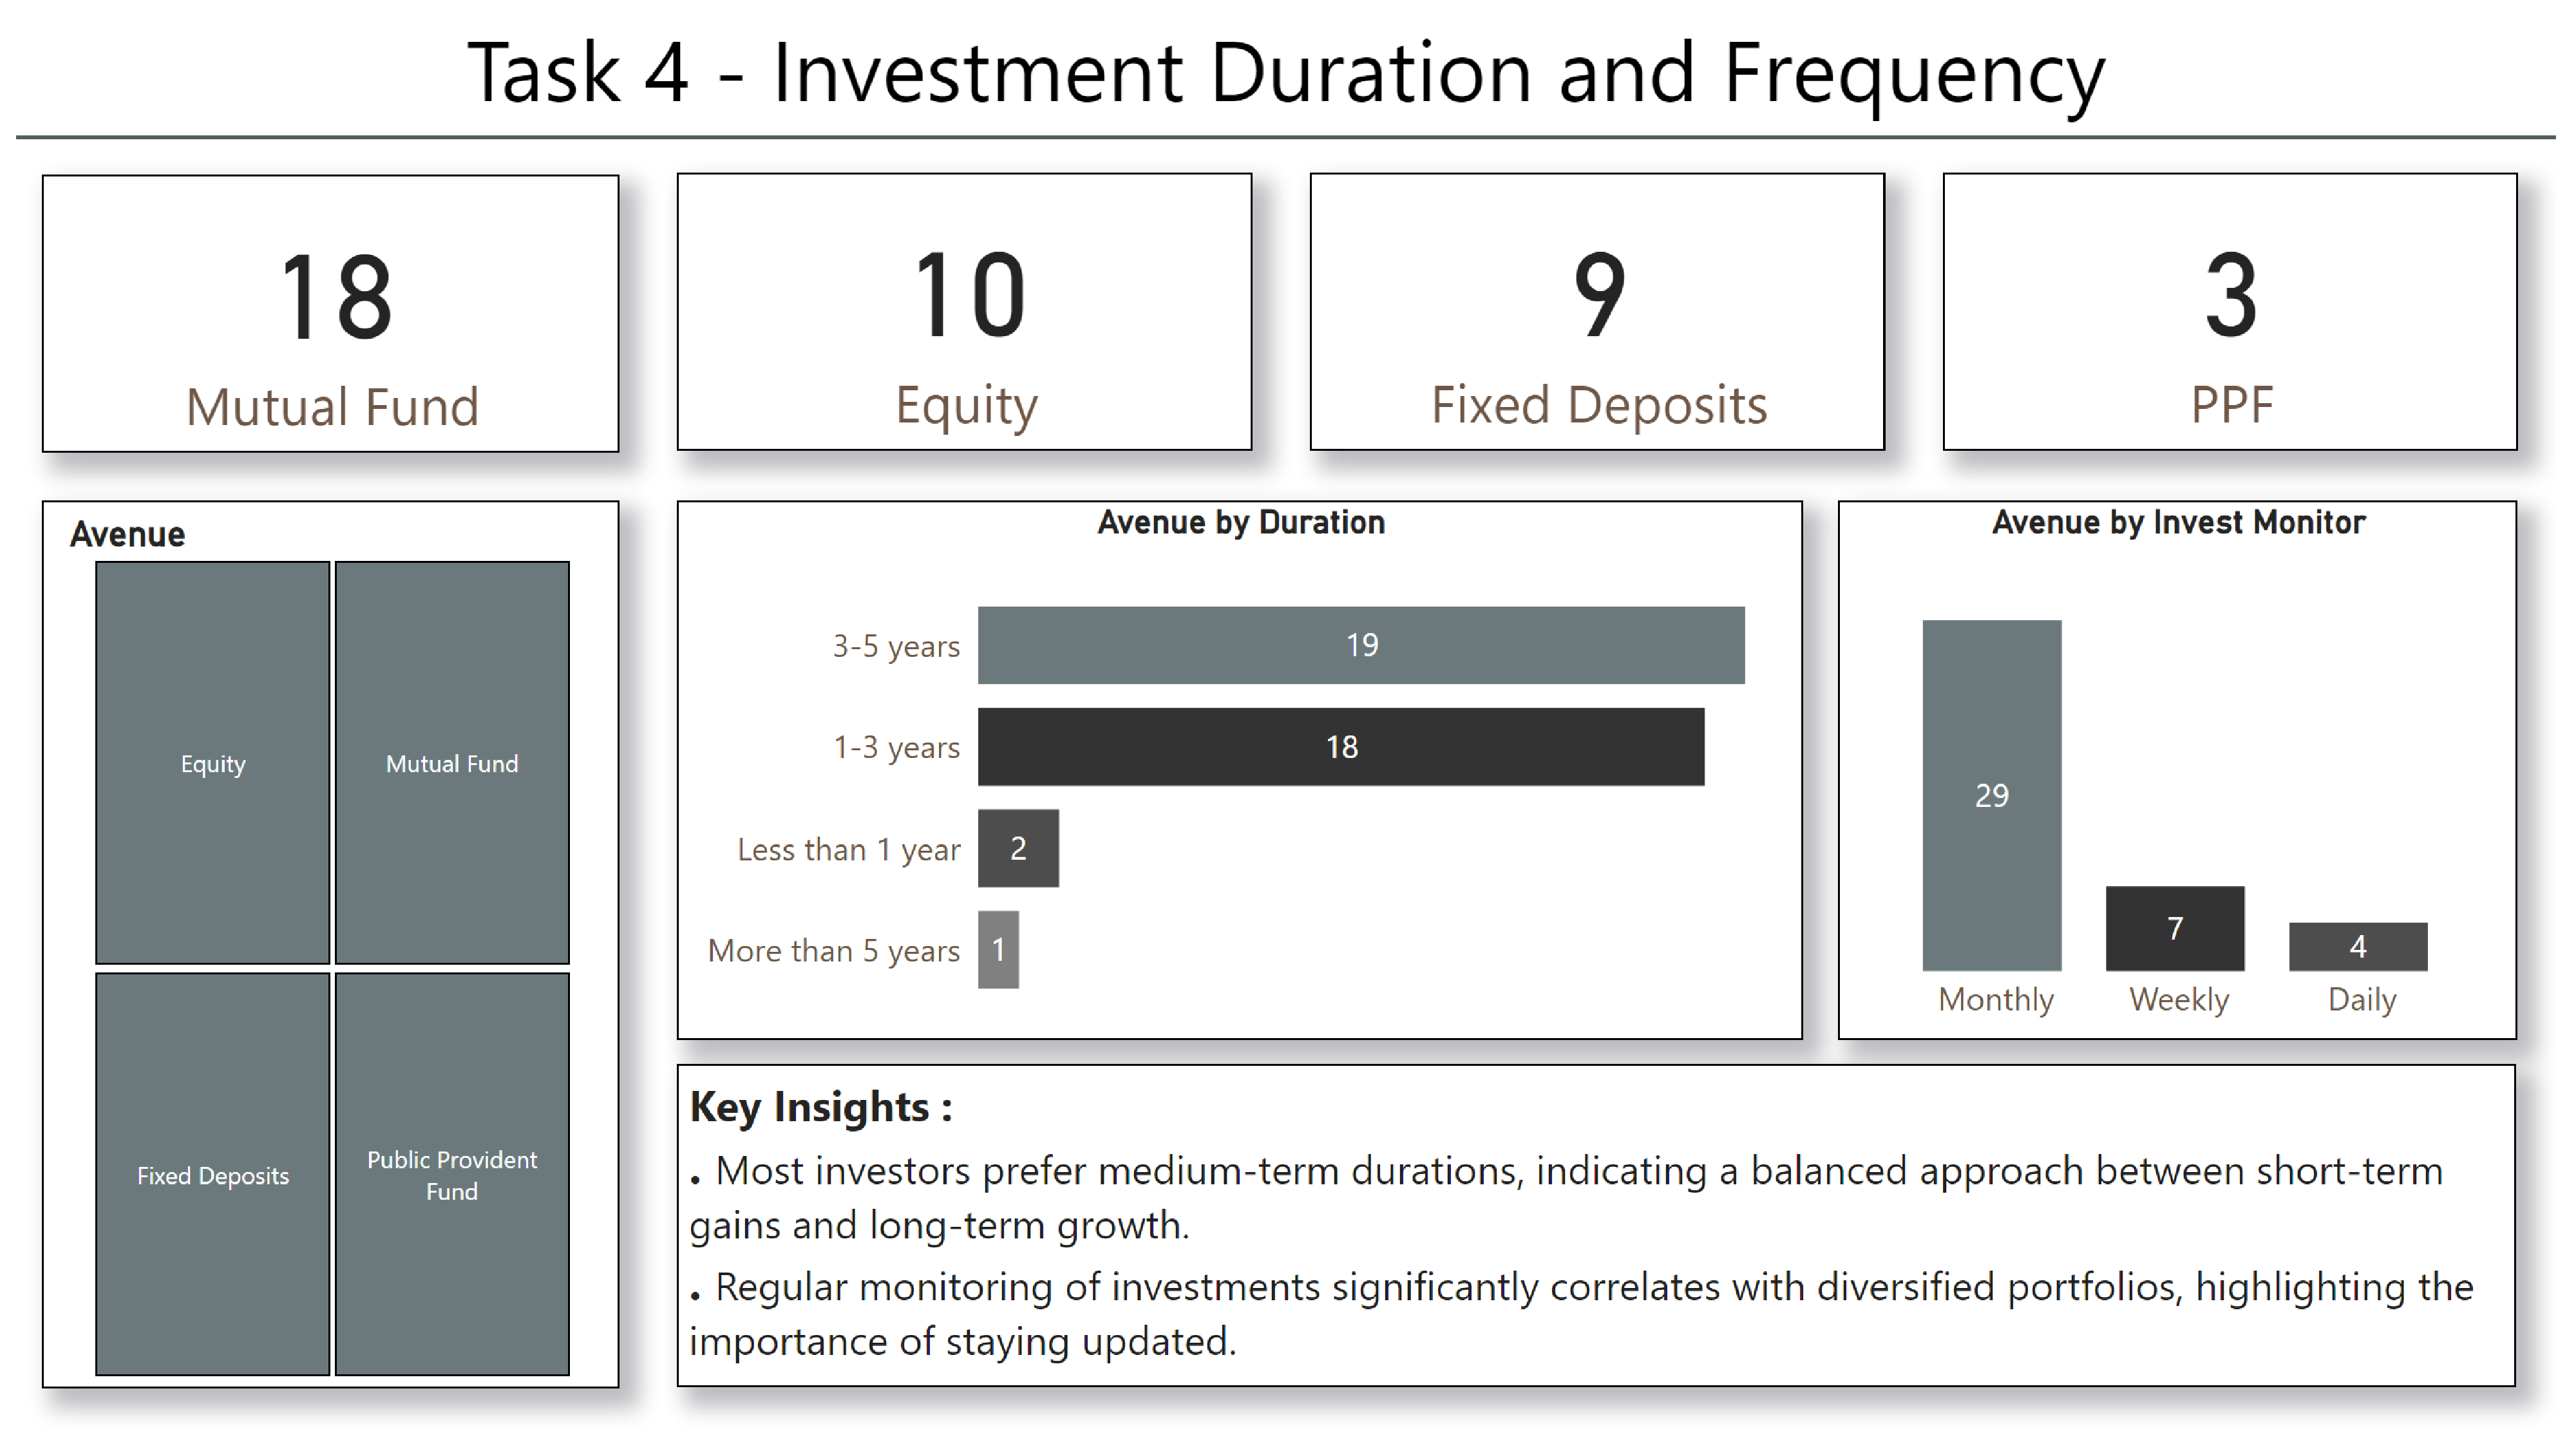 Task 4 - Investment Duration and Frequency
18
Mutual Fund
10
Equity
9
Fixed Deposits
3
PPF
Avenue
Equity
Mutual Fund
Fixed Deposits
Public Provident
Fund
Avenue by Duration
3-5 years
19
1-3 years
18
Less than 1 year
2
More than 5 years
1
Avenue by Invest Monitor
29
7
4
Monthly
Weekly
Daily
Key Insights :
. Most investors prefer medium-term durations, indicating a balanced approach between short-term
gains and long-term growth.
. Regular monitoring of investments significantly correlates with diversified portfolios, highlighting the
importance of staying updated.